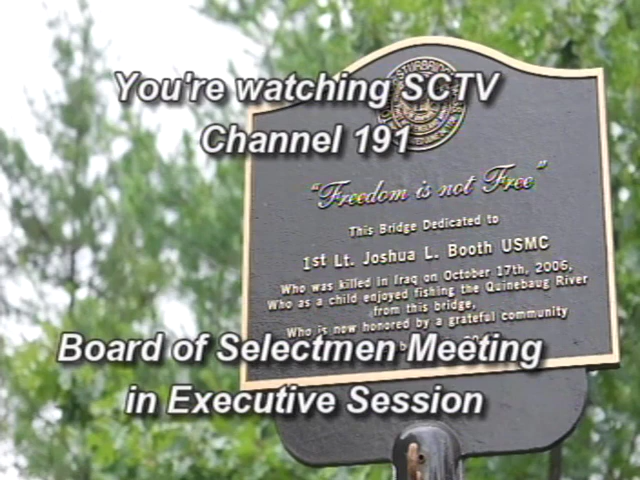 You're watching SCTV
Channel 191
STURBRIDGE
"Freedom is not Free"
This Bridge Dedicated to
1st Lt. Joshua L. Booth USMC
Who was killed in Iraq on October 17th, 2006,
Who as a child enjoyed fishing the Quinebaug River
from this bridge,
Who is now honored by a grateful community
Board of Selectmen Meeting
in Executive Session